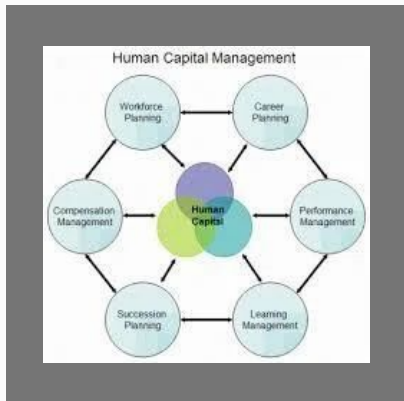 Human Capital Management
Workforce
Planning
Career
Planning
Compensation
Management
Human
Capital
Performance
Management
Succession
Planning
Learning
Management